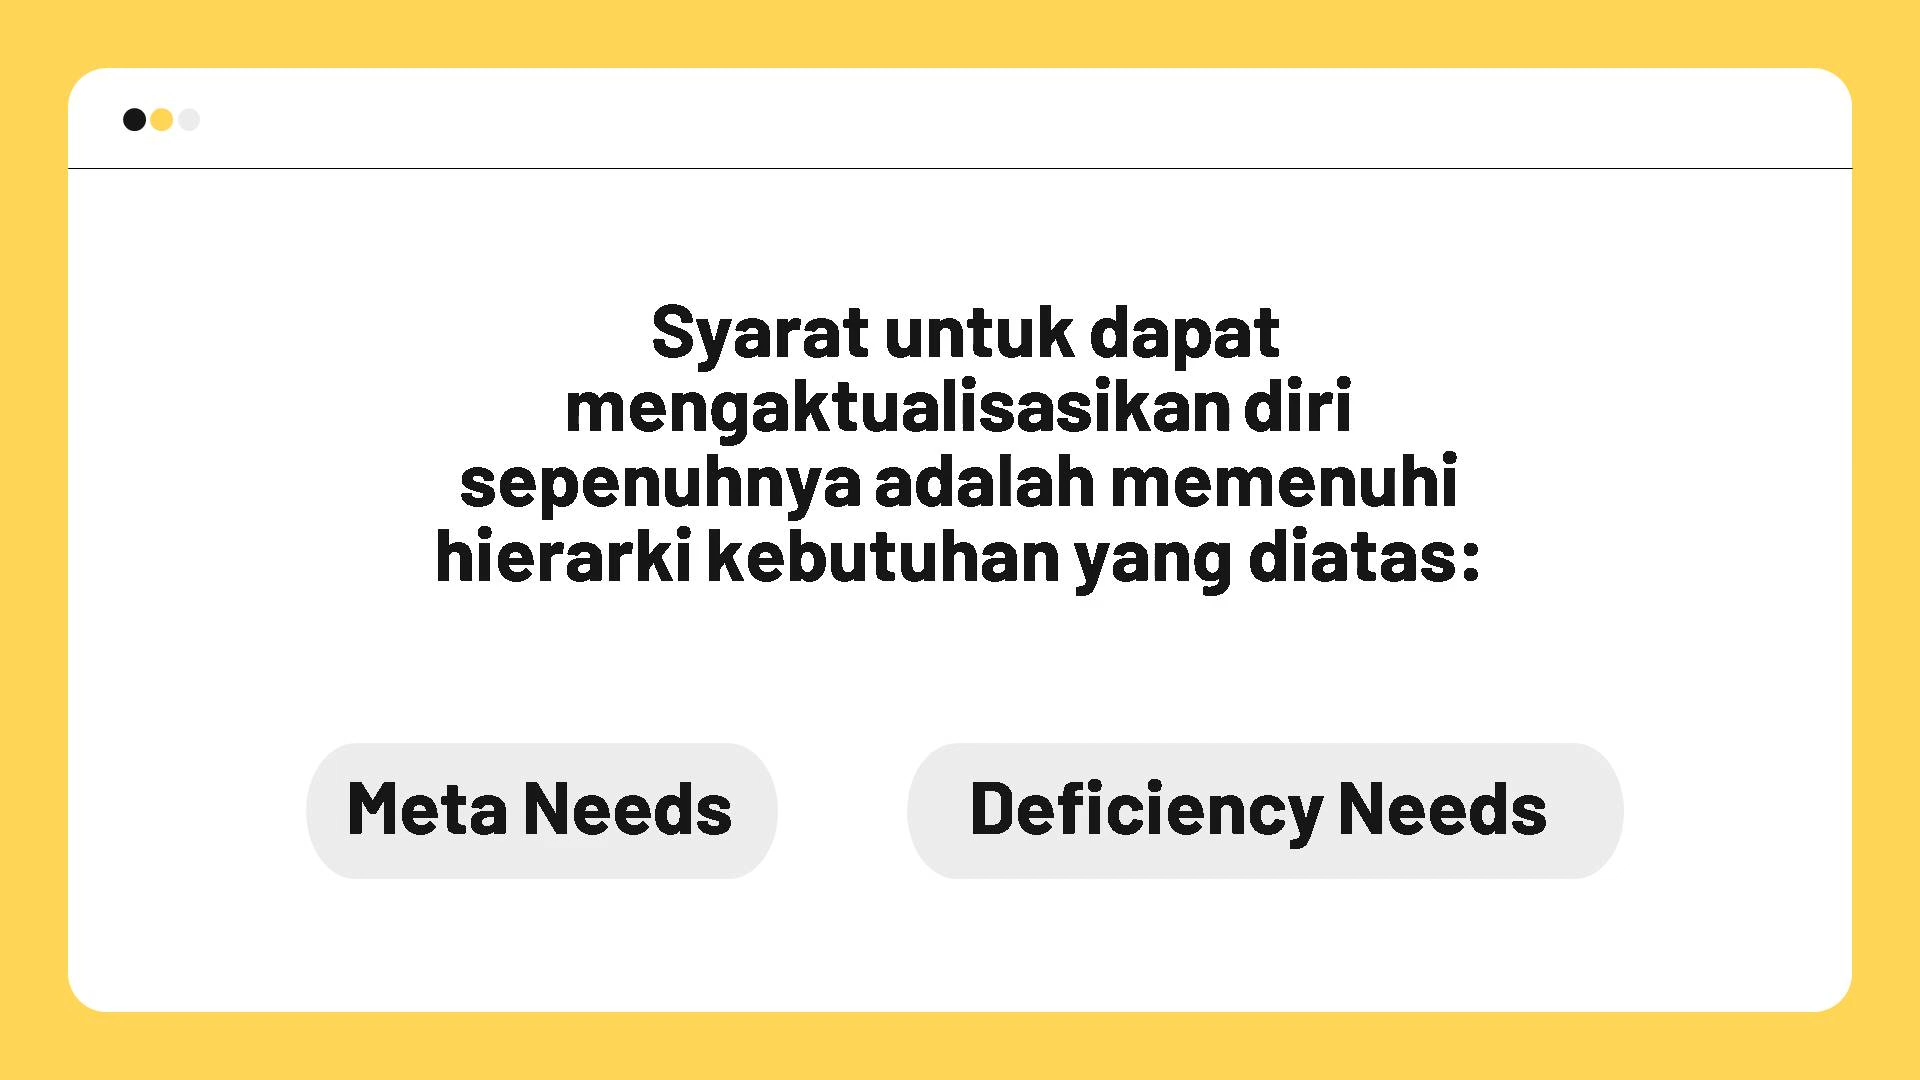 Syarat untuk dapat
mengaktualisasikan diri
sepenuhnya adalah memenuhi
hierarki kebutuhan yang diatas:
Meta Needs
Deficiency Needs